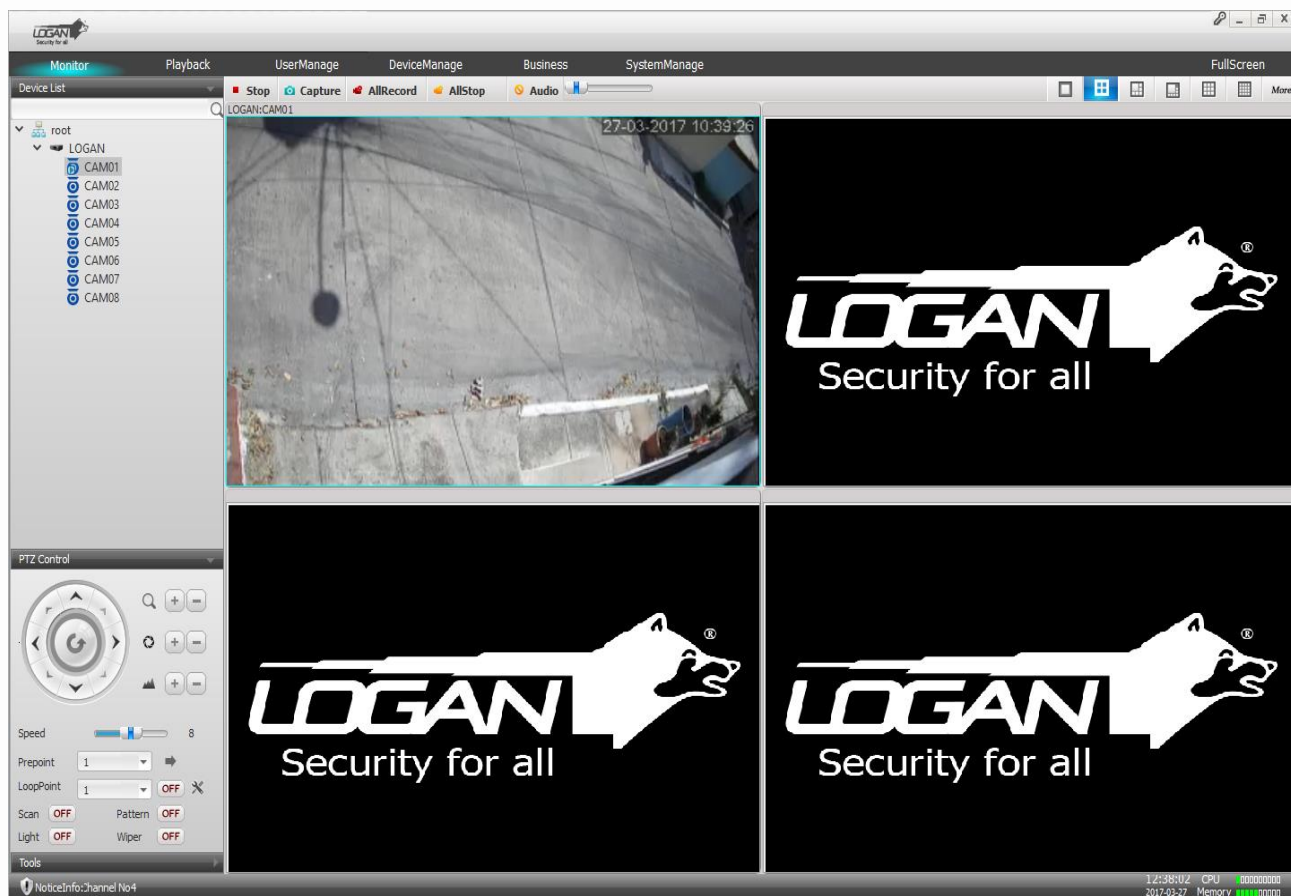 LOGAN
Security for all
Monitor Playback UserManage DeviceManage Business SystemManage FullScreen
Device List
Stop Capture AllRecord AllStop Audio More
LOGAN:CAM01
27-03-2017 10:39:26
root
LOGAN
CAM01
CAM02
CAM03
CAM04
CAM05
CAM06
CAM07
CAM08
LOGAN ®
Security for all
PTZ Control
Speed 8
Prepoint 1
LoopPoint 1 OFF
Scan OFF Pattern OFF
Light OFF Wiper OFF
Tools
LOGAN ®
Security for all
LOGAN ®
Security for all
NoticeInfo:Channel No4
12:38:02 CPU
2017-03-27 Memory